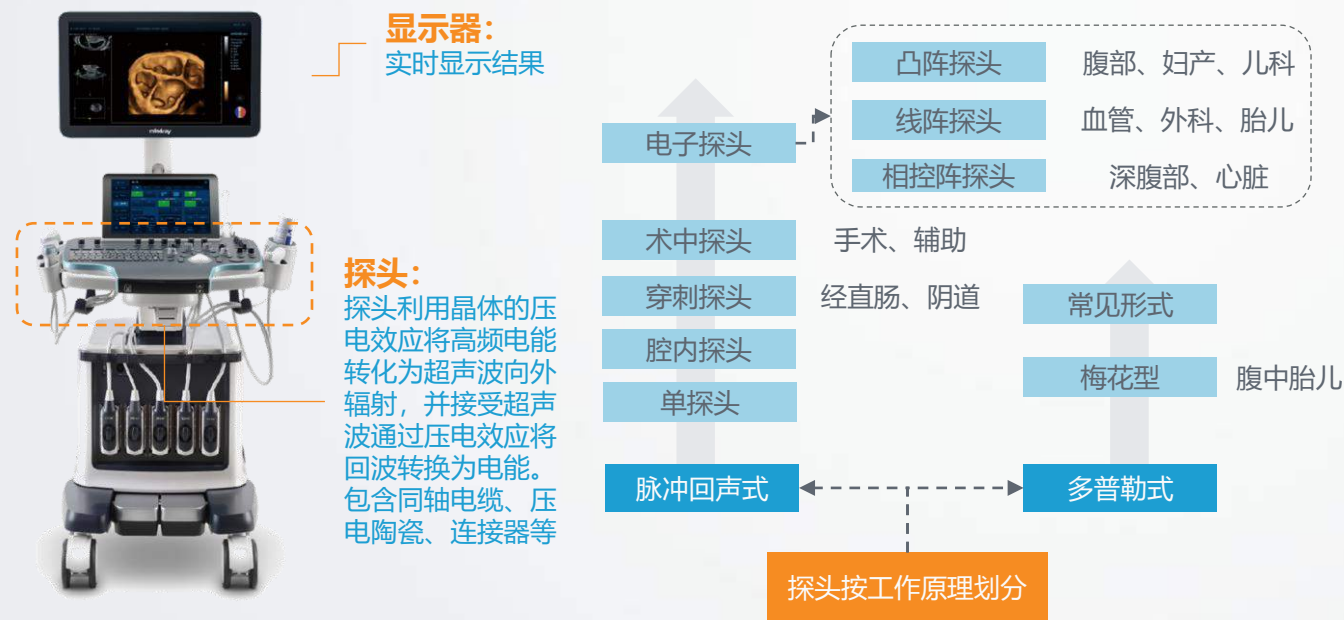 显示器：
实时显示结果
mindray
探头：
探头利用晶体的压
电效应将高频电能
转化为超声波向外
辐射，并接受超声
波通过压电效应将
回波转换为电能。
包含同轴电缆、压
电陶瓷、连接器等
凸阵探头 腹部、妇产、儿科
线阵探头 血管、外科、胎儿
相控阵探头 深腹部、心脏
电子探头
术中探头 手术、辅助
穿刺探头 经直肠、阴道
腔内探头
单探头
脉冲回声式
常见形式
梅花型 腹中胎儿
多普勒式
探头按工作原理划分